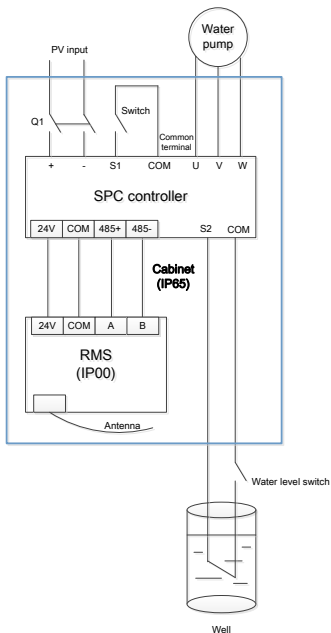 Water
pump
PV input
Switch
Q1
Common
terminal
+ - S1 COM U V W
SPC controller
24V COM 485+ 485- S2 COM
Cabinet
(IP65)
24V COM A B
RMS
(IP00)
Antenna
Water level switch
Well